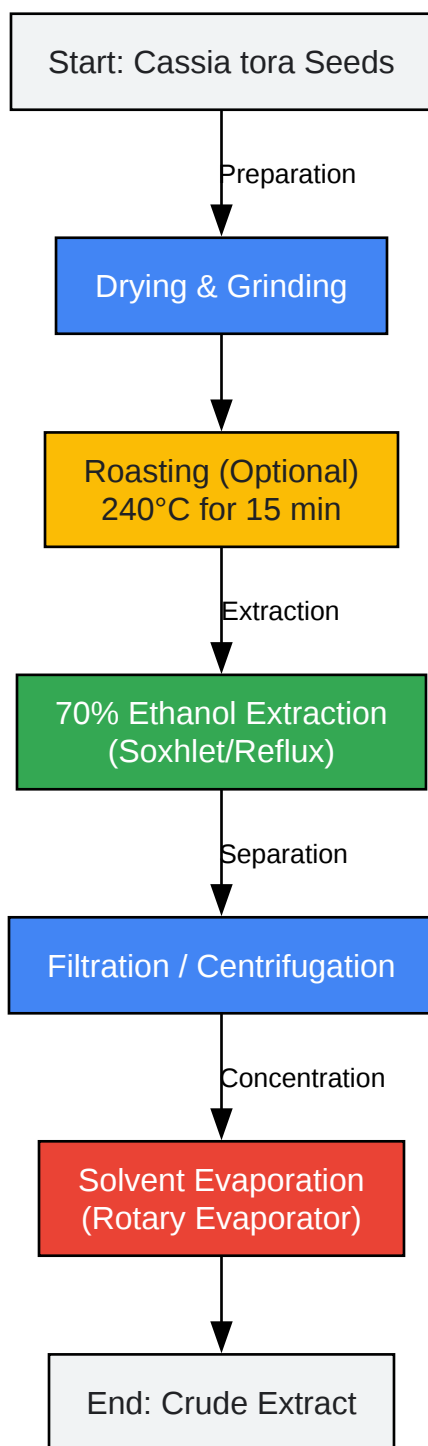 Start: Cassia tora Seeds
Preparation
Drying & Grinding
Roasting (Optional)
240°C for 15 min
Extraction
70% Ethanol Extraction
(Soxhlet/Reflux)
Separation
Filtration / Centrifugation
Concentration
Solvent Evaporation
(Rotary Evaporator)
End: Crude Extract